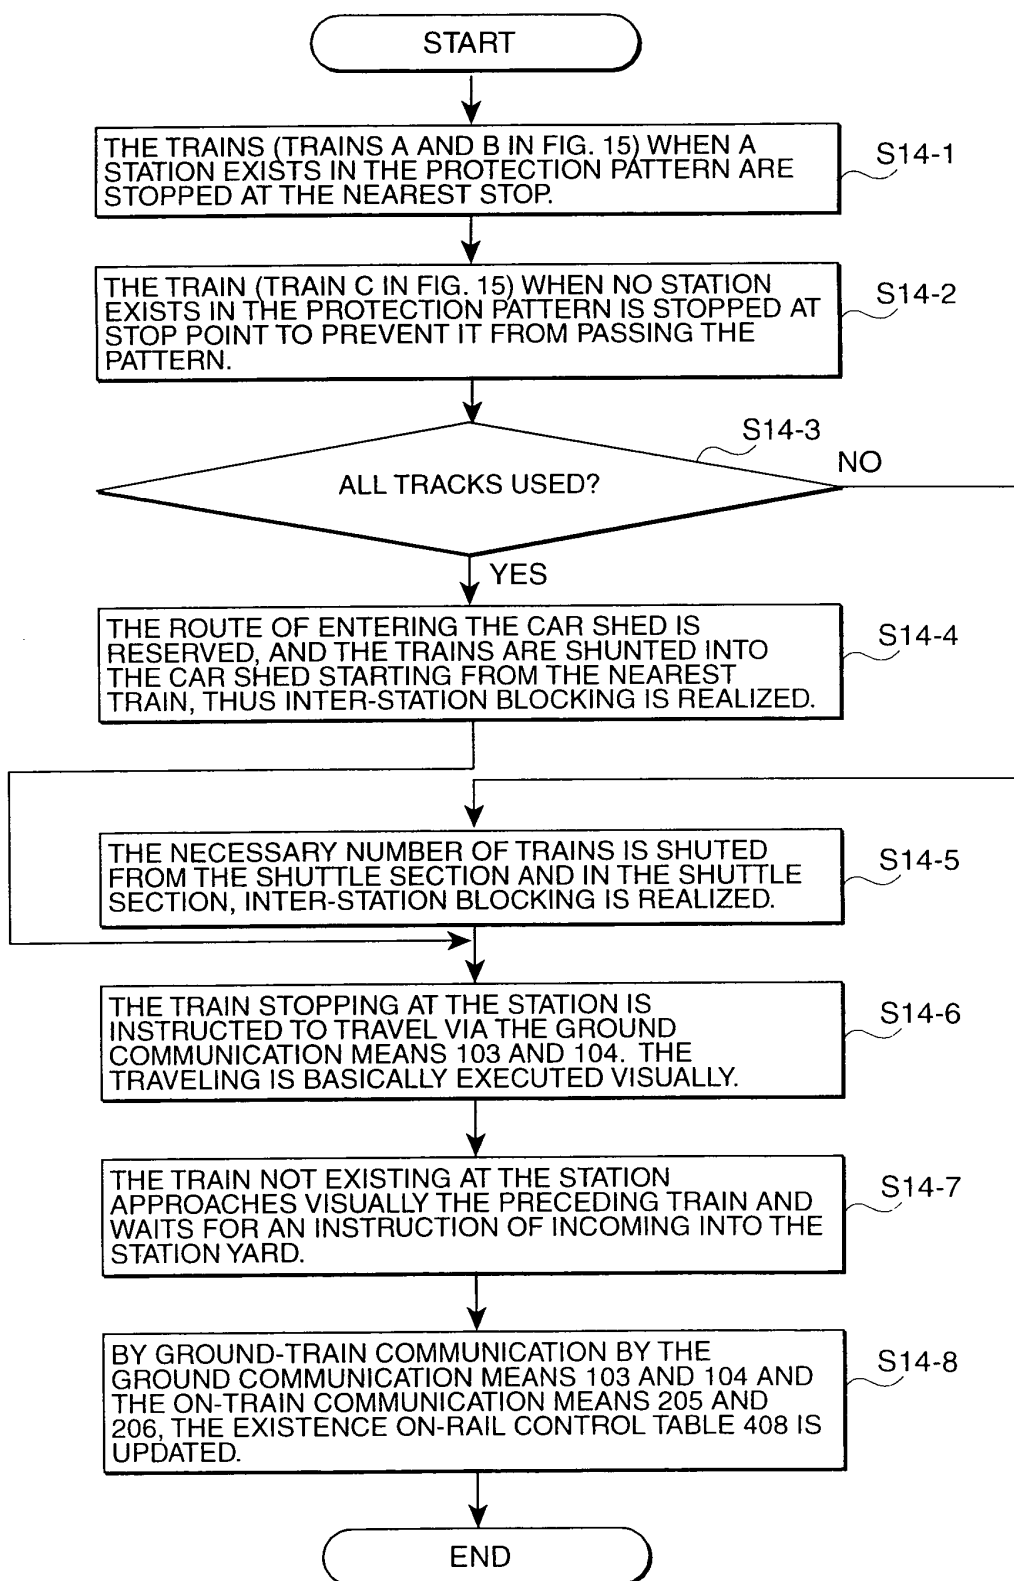 START
THE TRAINS (TRAINS A AND B IN FIG. 15) WHEN A
STATION EXISTS IN THE PROTECTION PATTERN ARE
STOPPED AT THE NEAREST STOP.
S14-1
THE TRAIN (TRAIN C IN FIG. 15) WHEN NO STATION
EXISTS IN THE PROTECTION PATTERN IS STOPPED AT
STOP POINT TO PREVENT IT FROM PASSING THE
PATTERN.
S14-2
S14-3
ALL TRACKS USED?
NO
YES
THE ROUTE OF ENTERING THE CAR SHED IS
RESERVED, AND THE TRAINS ARE SHUNTED INTO
THE CAR SHED STARTING FROM THE NEAREST
TRAIN, THUS INTER-STATION BLOCKING IS REALIZED.
S14-4
THE NECESSARY NUMBER OF TRAINS IS SHUTED
FROM THE SHUTTLE SECTION AND IN THE SHUTTLE
SECTION, INTER-STATION BLOCKING IS REALIZED.
S14-5
THE TRAIN STOPPING AT THE STATION IS
INSTRUCTED TO TRAVEL VIA THE GROUND
COMMUNICATION MEANS 103 AND 104. THE
TRAVELING IS BASICALLY EXECUTED VISUALLY.
S14-6
THE TRAIN NOT EXISTING AT THE STATION
APPROACHES VISUALLY THE PRECEDING TRAIN AND
WAITS FOR AN INSTRUCTION OF INCOMING INTO THE
STATION YARD.
S14-7
BY GROUND-TRAIN COMMUNICATION BY THE
GROUND COMMUNICATION MEANS 103 AND 104 AND
THE ON-TRAIN COMMUNICATION MEANS 205 AND
206, THE EXISTENCE ON-RAIL CONTROL TABLE 408 IS
UPDATED.
S14-8
END